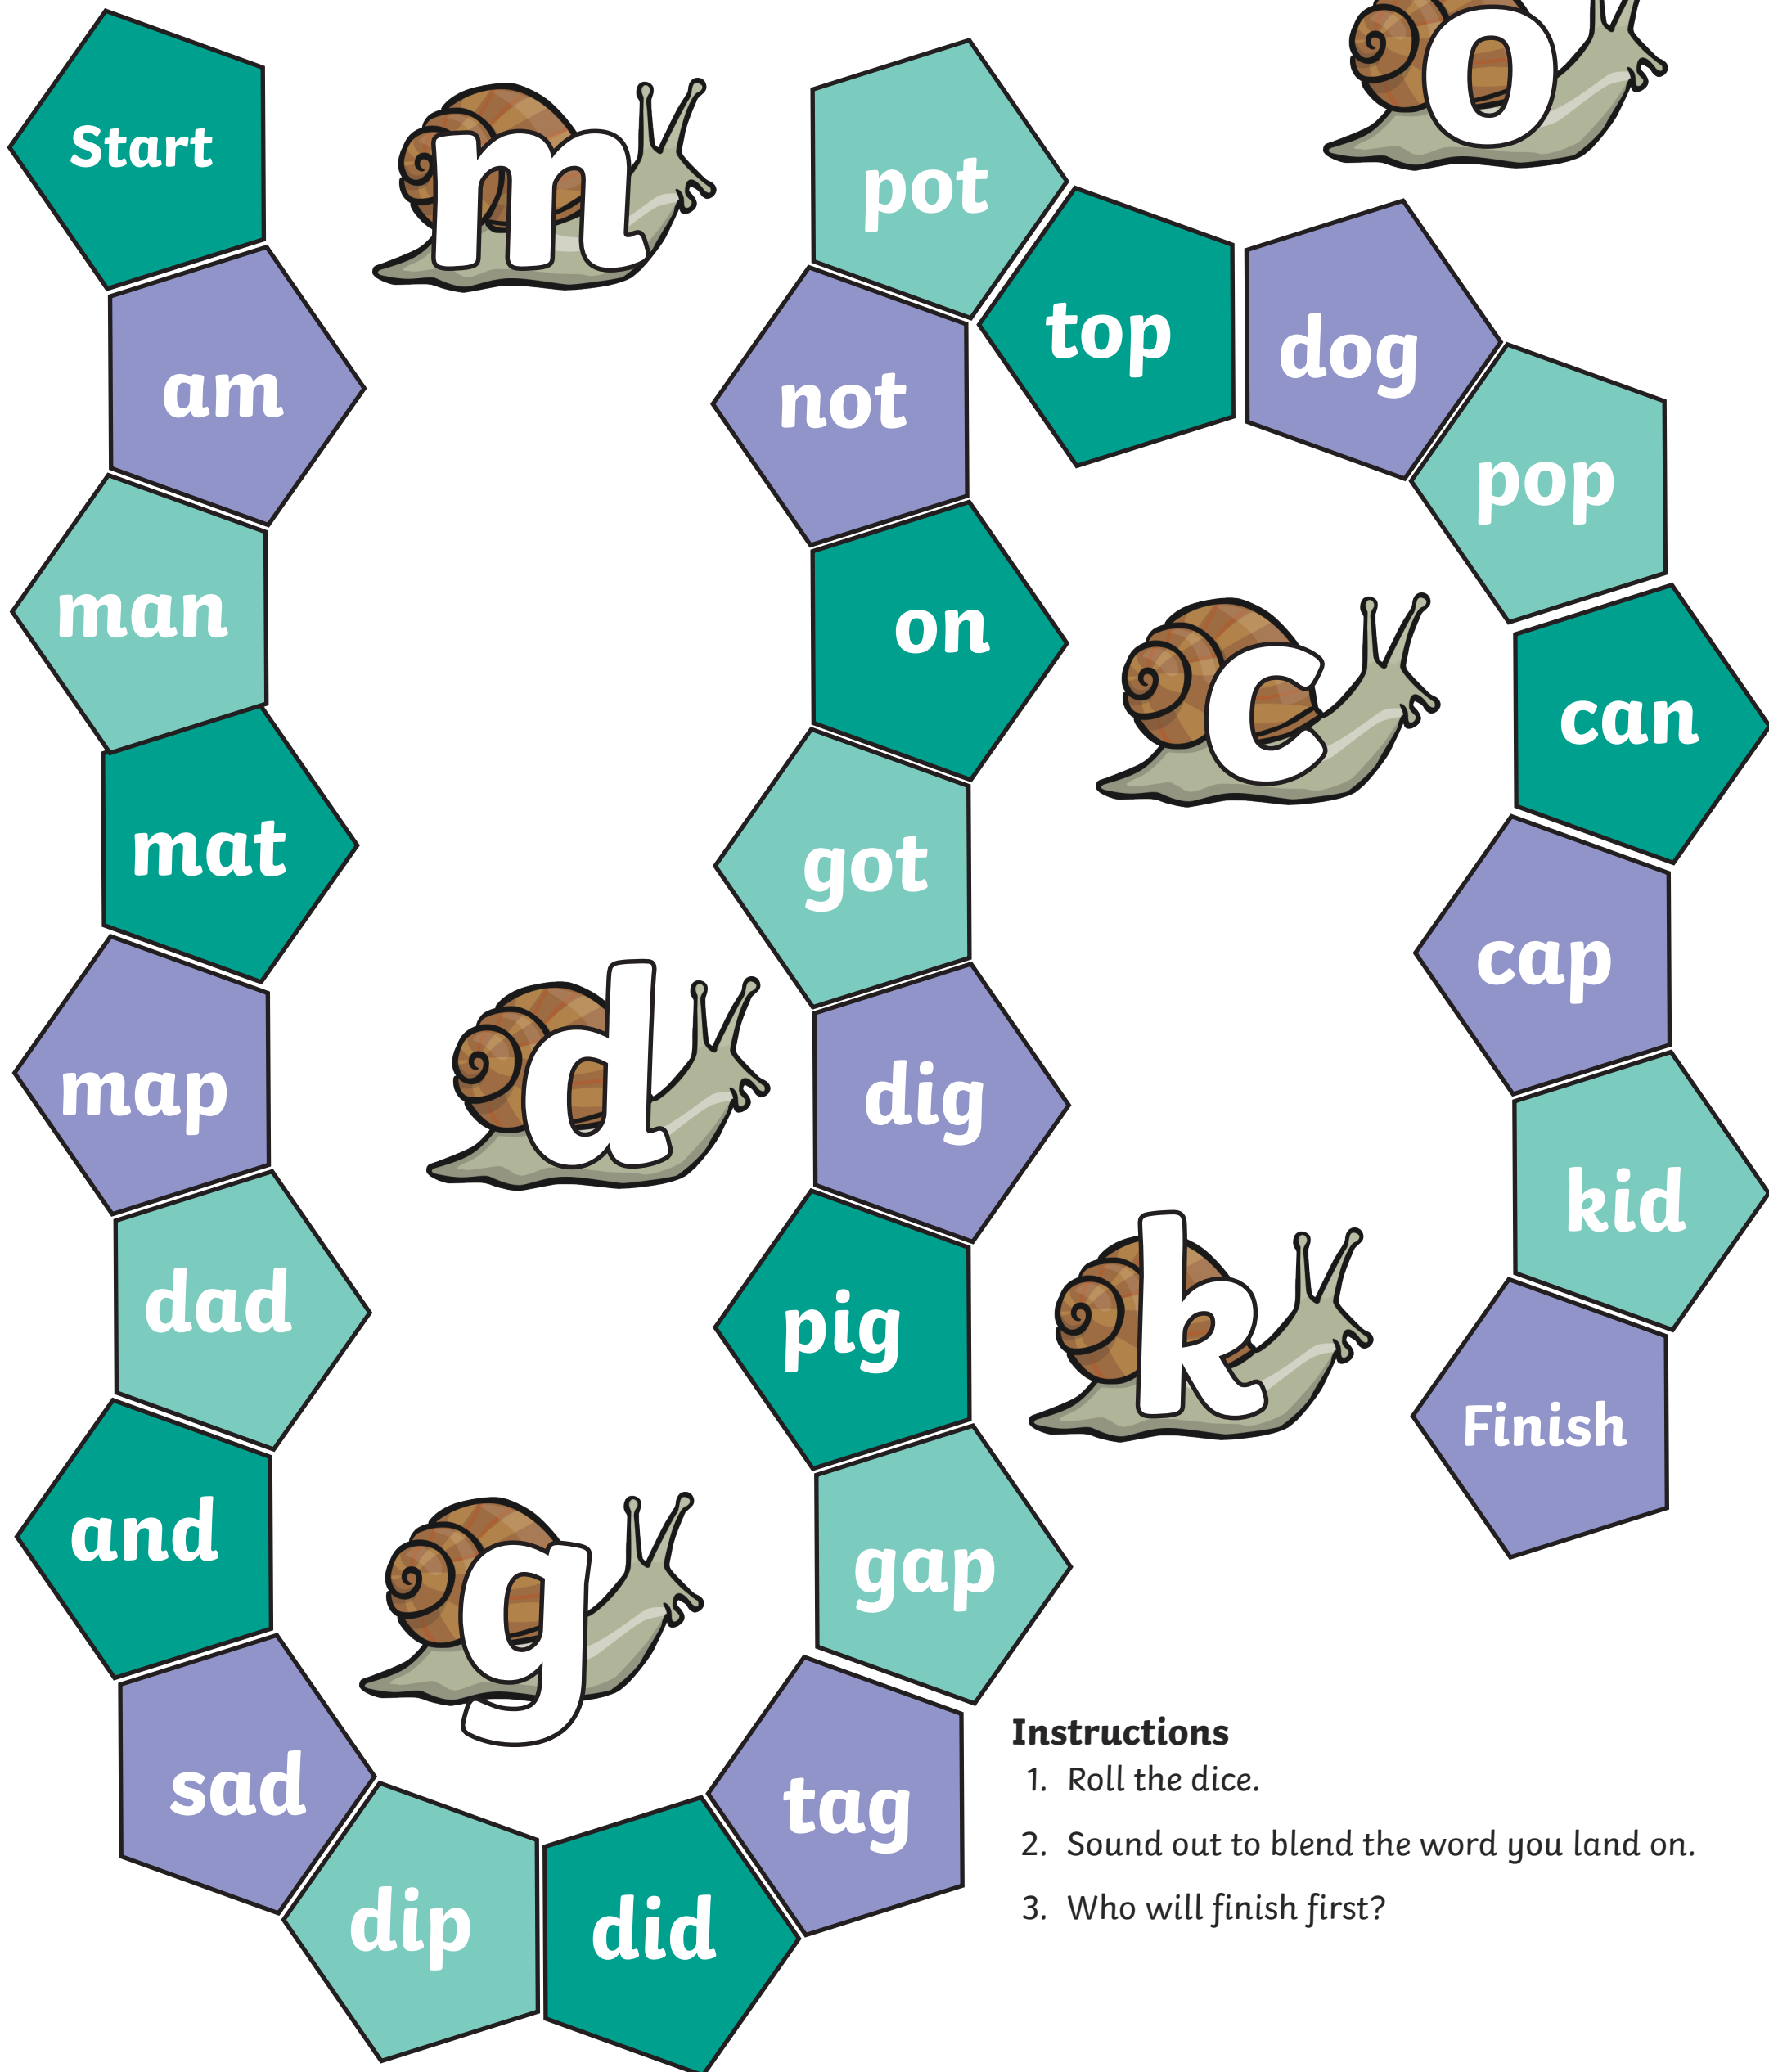 Start
am
man
mat
map
dad
and
sad
dip
did
tag
gap
pig
dig
got
on
not
pot
top
dog
pop
can
cap
kid
Finish
m
d
g
o
c
k
Instructions
1. Roll the dice.
2. Sound out to blend the word you land on.
3. Who will finish first?